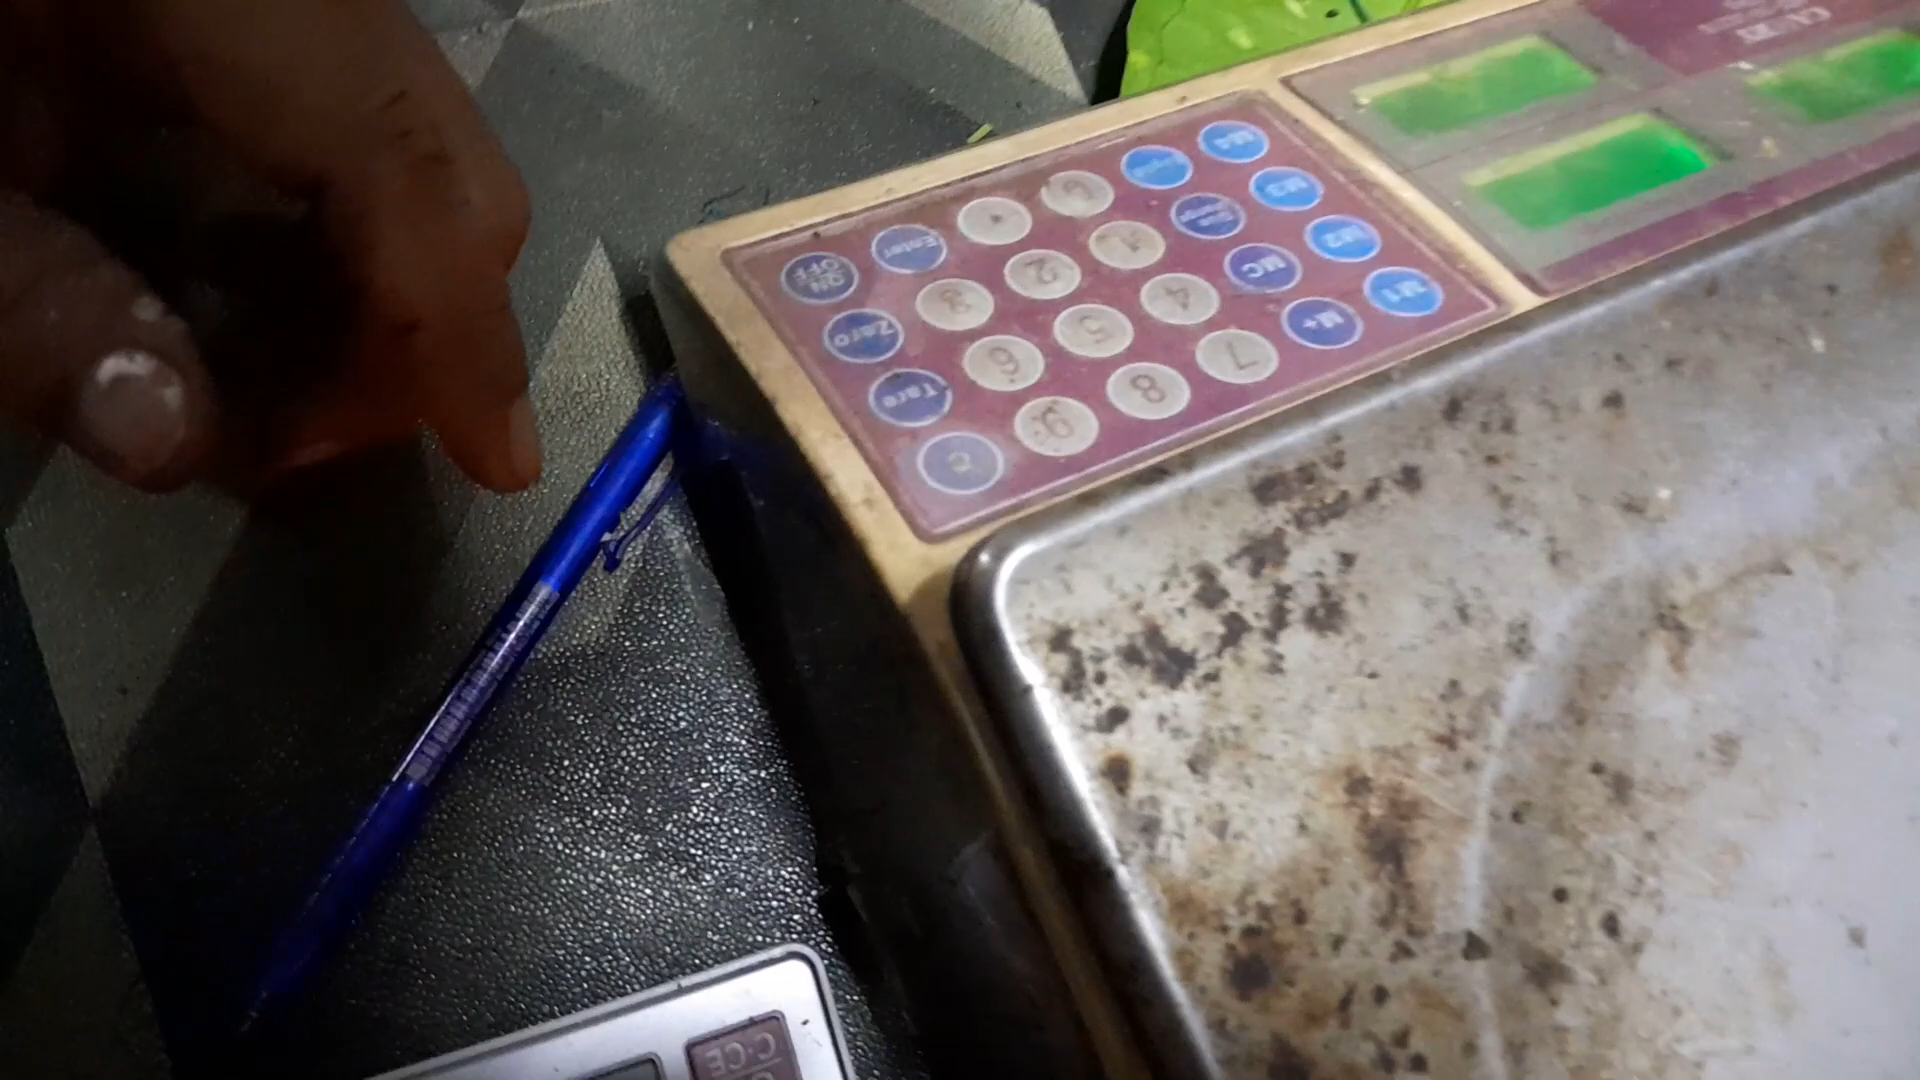 M1 M+ 7 8 9 C
M2 MC 4 5 6 Tare
M3 1 2 3 Zero
M4 0 . Enter ON OFF
C·CE